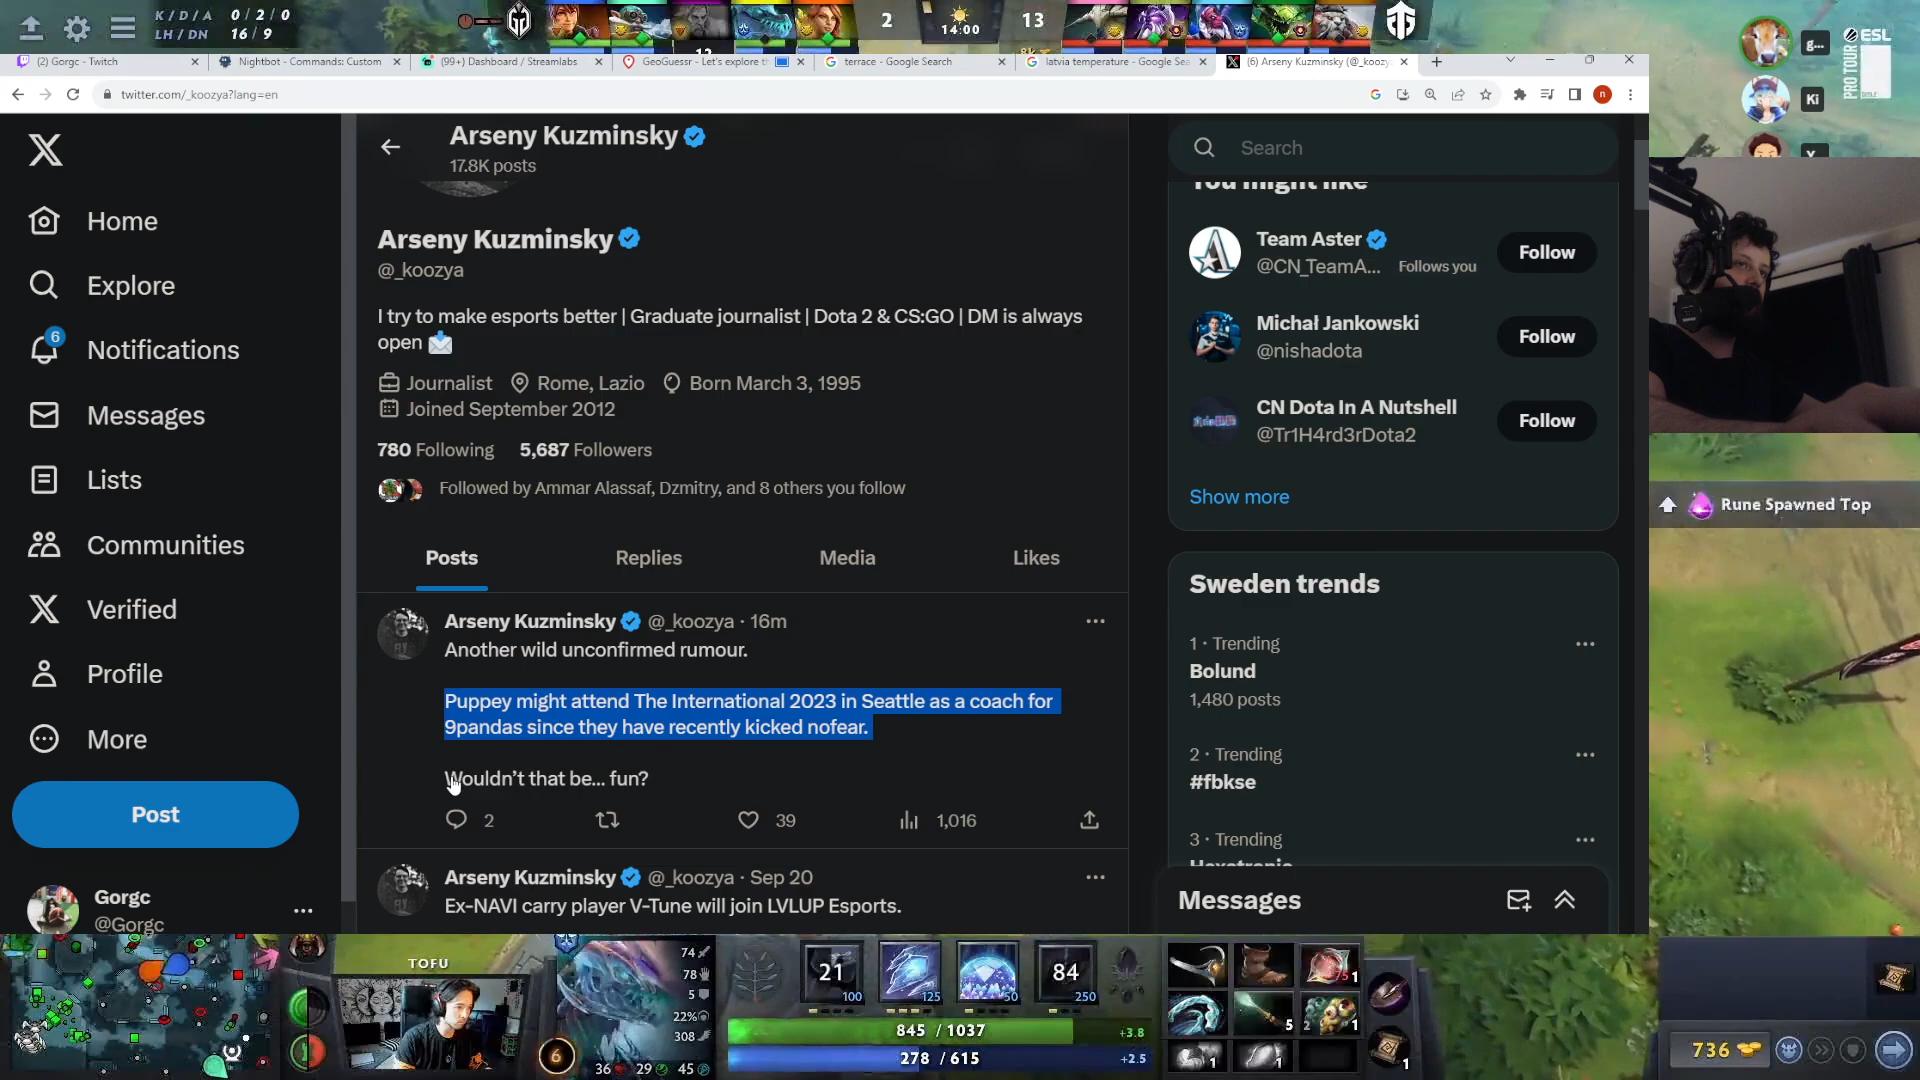 K / D / A 0 / 2 / 0
LH / DN 16 / 9
2
14:00
13
(2) Gorgc - Twitch
Nightbot - Commands: Custom
(99+) Dashboard / Streamlabs
GeoGuessr - Let's explore th
terrace - Google Search
latvia temperature - Google Sea
(6) Arseny Kuzminsky (@_koozy
twitter.com/_koozya?lang=en
ESL
PRO TOUR
g...
Ki
Arseny Kuzminsky
17.8K posts
Search
Home
Explore
6
Notifications
Messages
Lists
Communities
Verified
Profile
More
Post
Gorgc
@Gorgc
Arseny Kuzminsky
@_koozya
I try to make esports better | Graduate journalist | Dota 2 & CS:GO | DM is always
open
Journalist Rome, Lazio Born March 3, 1995
Joined September 2012
780 Following 5,687 Followers
Followed by Ammar Alassaf, Dzmitry, and 8 others you follow
Posts Replies Media Likes
Arseny Kuzminsky @_koozya · 16m
Another wild unconfirmed rumour.
Puppey might attend The International 2023 in Seattle as a coach for
9pandas since they have recently kicked nofear.
Wouldn't that be... fun?
2 39 1,016
Arseny Kuzminsky @_koozya · Sep 20
Ex-NAVI carry player V-Tune will join LVLUP Esports.
You might like
Team Aster
@CN_TeamA... Follows you
Follow
Michał Jankowski
@nishadota
Follow
CN Dota In A Nutshell
@Tr1H4rd3rDota2
Follow
Show more
Sweden trends
1 · Trending
Bolund
1,480 posts
2 · Trending
#fbkse
3 · Trending
Messages
Rune Spawned Top
TOFU
74
78
5
22%
308
6
36 29 45
21
100
125
50
84
250
845 / 1037
+3.8
278 / 615
+2.5
1
5
2 1
1 1
1
736